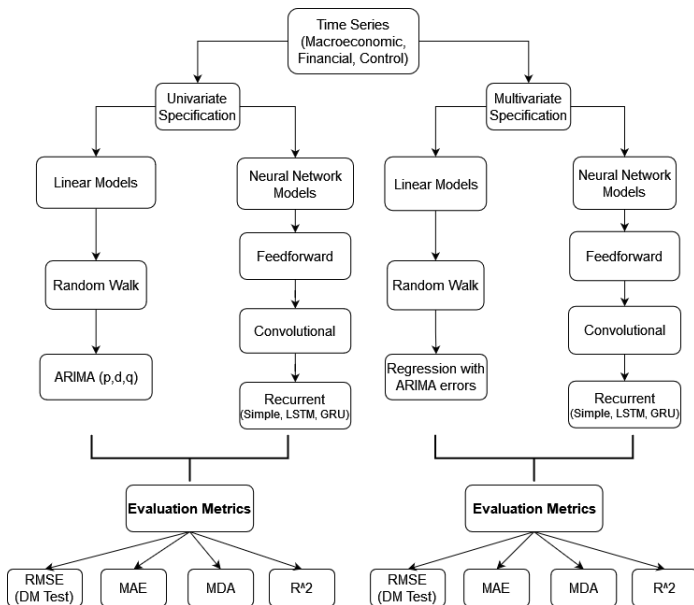 Time Series
(Macroeconomic,
Financial, Control)
Univariate
Specification
Multivariate
Specification
Linear Models
Neural Network
Models
Linear Models
Neural Network
Models
Random Walk
Feedforward
Random Walk
Feedforward
ARIMA (p,d,q)
Convolutional
Regression with
ARIMA errors
Convolutional
Recurrent
(Simple, LSTM, GRU)
Recurrent
(Simple, LSTM, GRU)
Evaluation Metrics
Evaluation Metrics
RMSE
(DM Test)
MAE
MDA
R^2
RMSE
(DM Test)
MAE
MDA
R^2